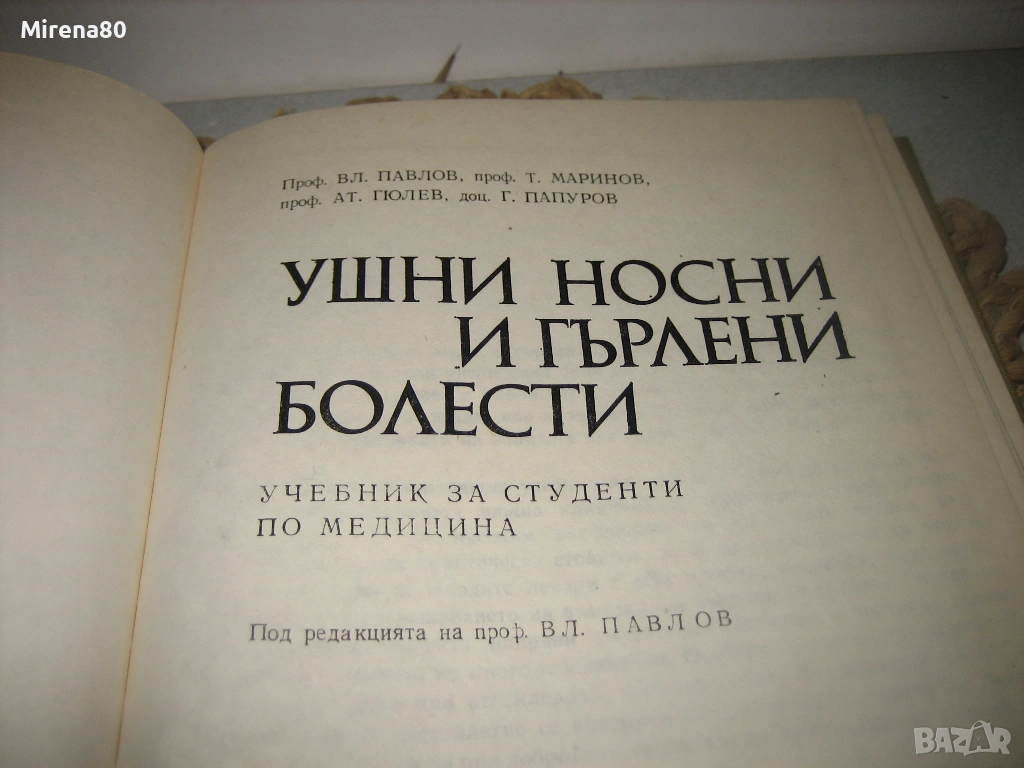 Mirena80
Проф. ВЛ. ПАВЛОВ, проф. Т. МАРИНОВ,
проф. АТ. ГЮЛЕВ, доц. Г. ПАПУРОВ
УШНИ НОСНИ
И ГЪРЛЕНИ
БОЛЕСТИ
УЧЕБНИК ЗА СТУДЕНТИ
ПО МЕДИЦИНА
Под редакцията на проф. ВЛ. ПАВЛОВ
BAZAR